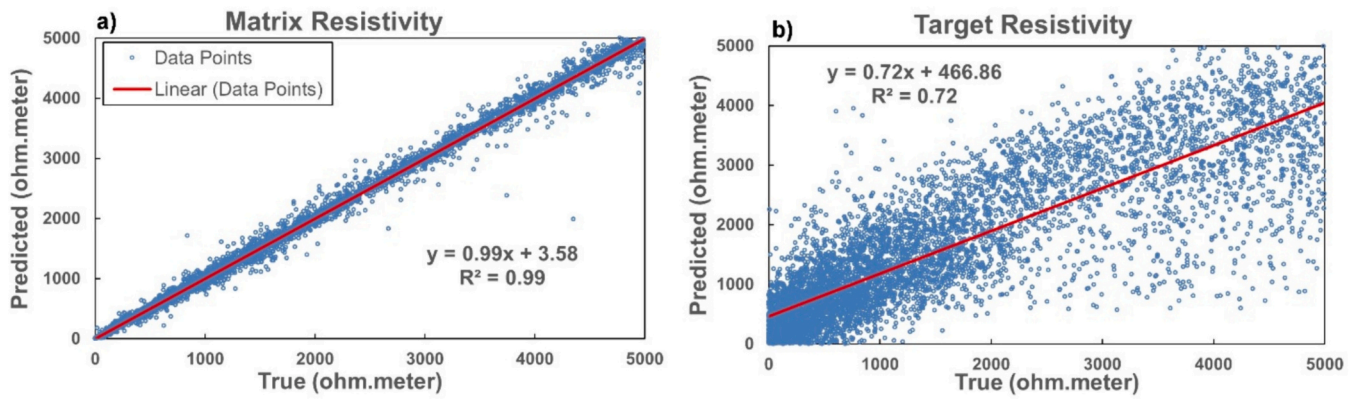 a)
Matrix Resistivity
Data Points
Linear (Data Points)
5000
4000
3000
2000
1000
0
Predicted (ohm.meter)
y = 0.99x + 3.58
R² = 0.99
0 1000 2000 3000 4000 5000
True (ohm.meter)
b)
Target Resistivity
5000
4000
3000
2000
1000
0
Predicted (ohm.meter)
y = 0.72x + 466.86
R² = 0.72
0 1000 2000 3000 4000 5000
True (ohm.meter)